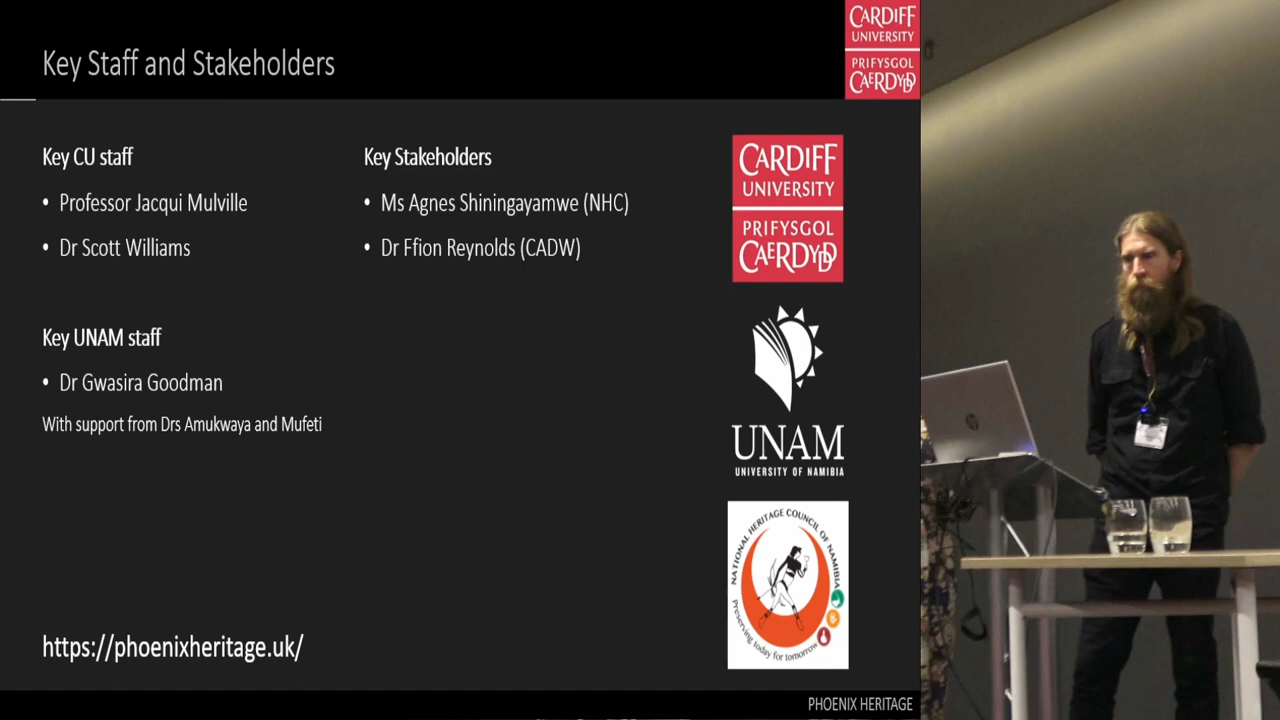 Key Staff and Stakeholders
CARDIFF
UNIVERSITY
PRIFYSGOL
CAERDYDD
Key CU staff
• Professor Jacqui Mulville
• Dr Scott Williams
Key Stakeholders
• Ms Agnes Shiningayamwe (NHC)
• Dr Ffion Reynolds (CADW)
CARDIFF
UNIVERSITY
PRIFYSGOL
CAERDYDD
Key UNAM staff
• Dr Gwasira Goodman
With support from Drs Amukwaya and Mufeti
UNAM
UNIVERSITY OF NAMIBIA
NATIONAL HERITAGE COUNCIL OF NAMIBIA
Preserving today for tomorrow
https://phoenixheritage.uk/
PHOENIX HERITAGE
hp